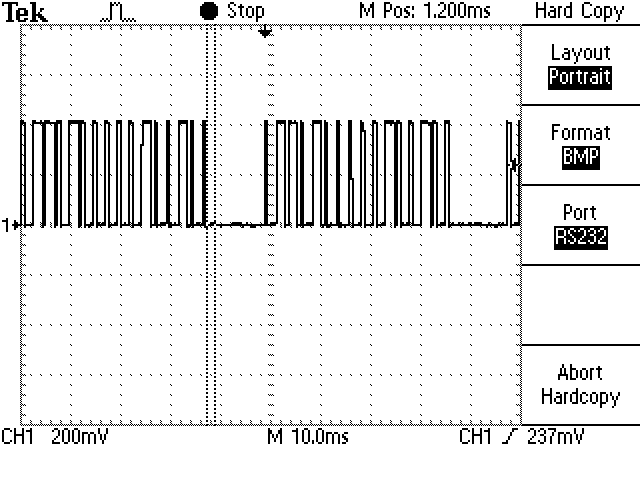 Tek Stop M Pos: 1.200ms Hard Copy
Layout
Portrait
Format
BMP
Port
RS232
1
Abort
Hardcopy
CH1 200mV M 10.0ms CH1 237mV